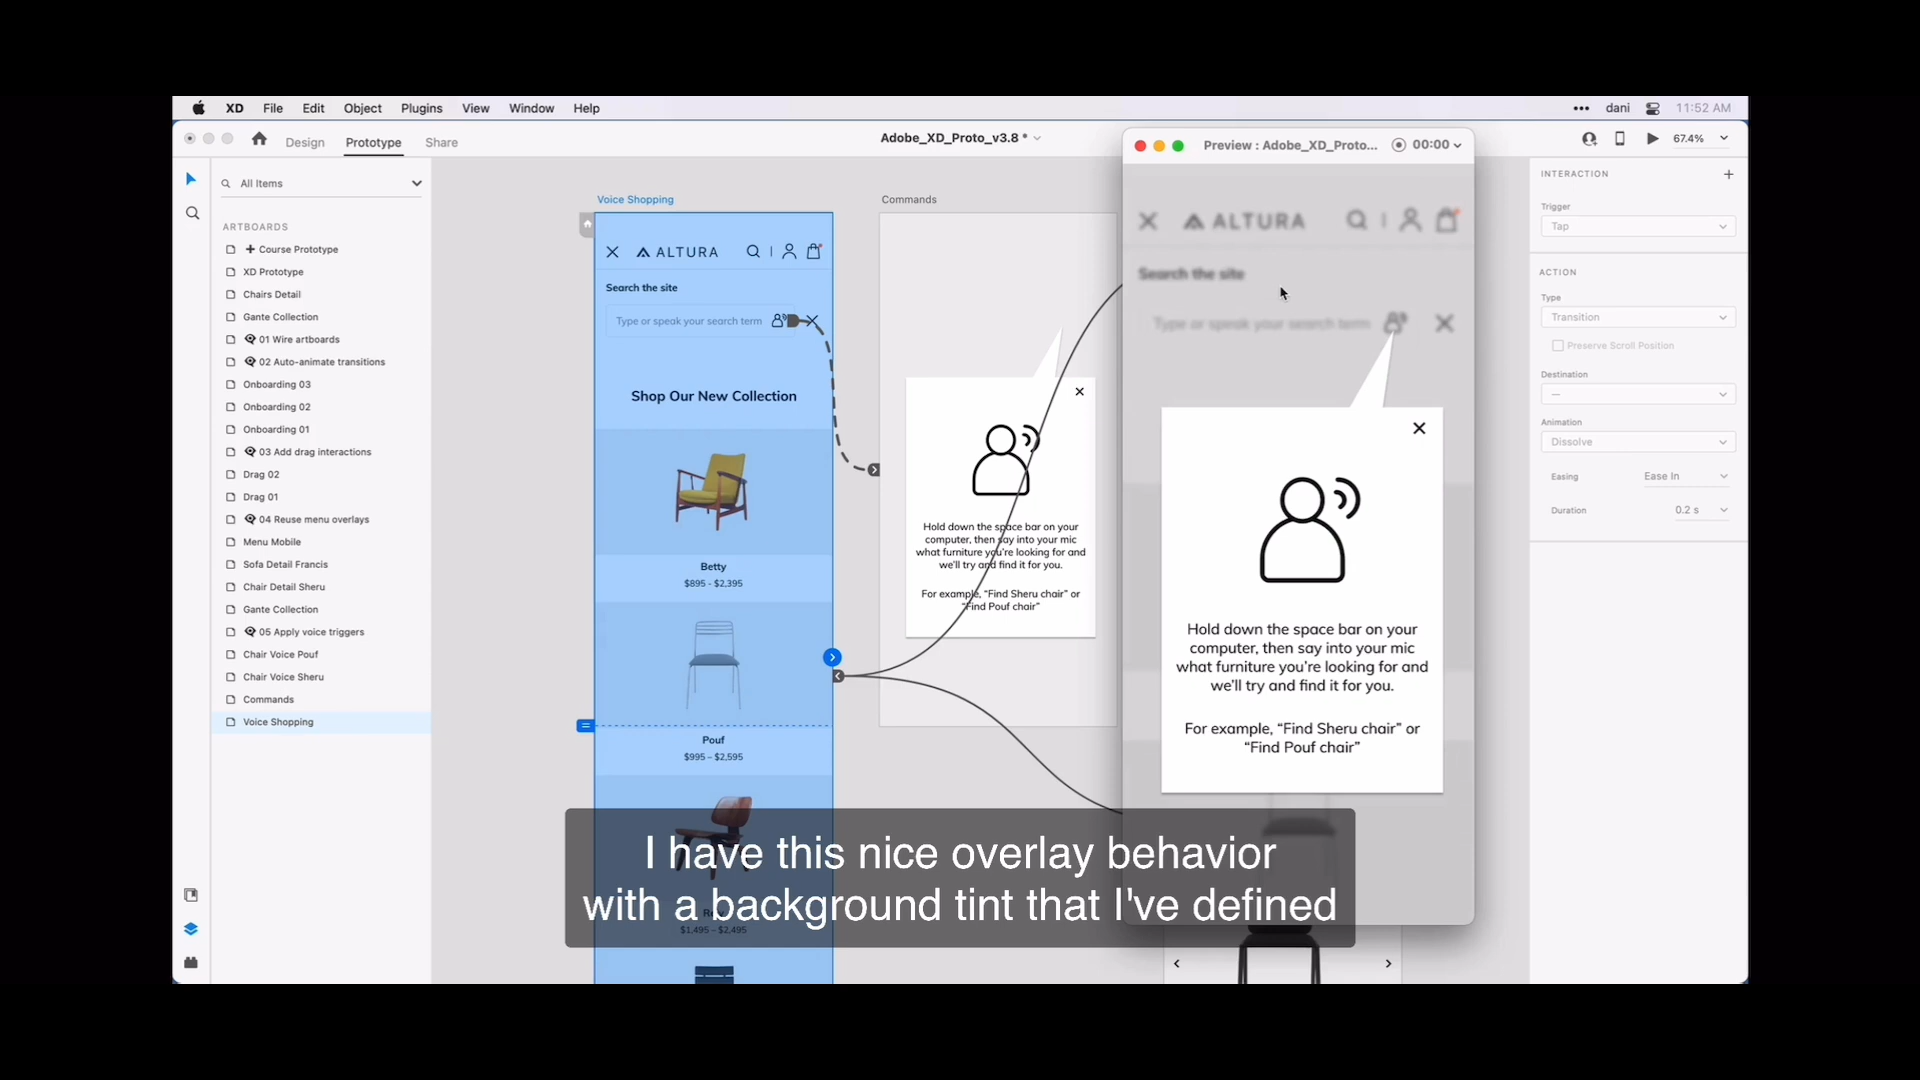 XD File Edit Object Plugins View Window Help
••• dani 11:52 AM
Design Prototype Share
Adobe_XD_Proto_v3.8 *
67.4%
Preview : Adobe_XD_Proto... 00:00
All Items
ARTBOARDS
Course Prototype
XD Prototype
Chairs Detail
Gante Collection
01 Wire artboards
02 Auto-animate transitions
Onboarding 03
Onboarding 02
Onboarding 01
03 Add drag interactions
Drag 02
Drag 01
04 Reuse menu overlays
Menu Mobile
Sofa Detail Francis
Chair Detail Sheru
Gante Collection
05 Apply voice triggers
Chair Voice Pouf
Chair Voice Sheru
Commands
Voice Shopping
Voice Shopping
ALTURA
Search the site
Type or speak your search term
Shop Our New Collection
Betty
$895 - $2,395
Pouf
$995 – $2,595
$1,495 – $2,495
Commands
Hold down the space bar on your
computer, then say into your mic
what furniture you're looking for and
we'll try and find it for you.
For example, “Find Sheru chair” or
“Find Pouf chair”
ALTURA
Search the site
Type or speak your search term
Hold down the space bar on your
computer, then say into your mic
what furniture you're looking for and
we'll try and find it for you.
For example, “Find Sheru chair” or
“Find Pouf chair”
INTERACTION
Trigger
Tap
ACTION
Type
Transition
Preserve Scroll Position
Destination
—
Animation
Dissolve
Easing Ease In
Duration 0.2 s
I have this nice overlay behavior
with a background tint that I've defined